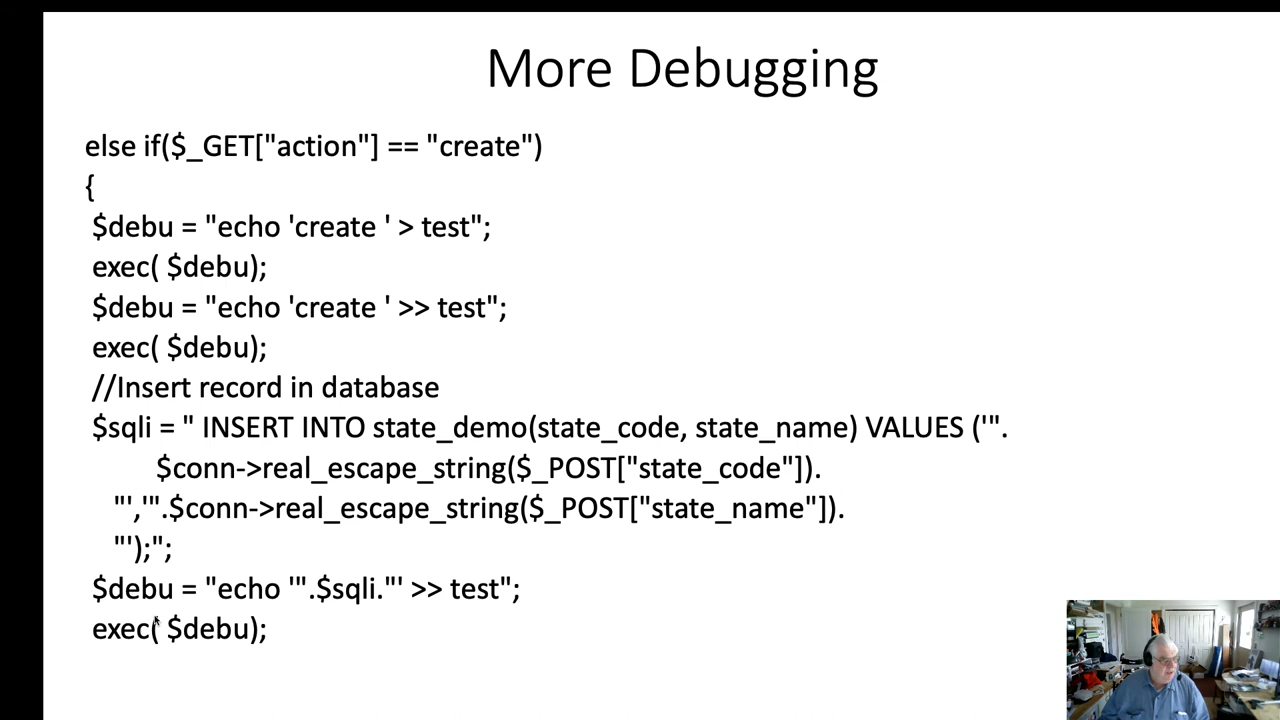 More Debugging
else if($_GET["action"] == "create")
{
$debu = "echo 'create ' > test";
exec( $debu);
$debu = "echo 'create ' >> test";
exec( $debu);
//Insert record in database
$sqli = " INSERT INTO state_demo(state_code, state_name) VALUES ('".
$conn->real_escape_string($_POST["state_code"]).
"','".$conn->real_escape_string($_POST["state_name"]).
"');";
$debu = "echo '".$sqli."' >> test";
exec( $debu);